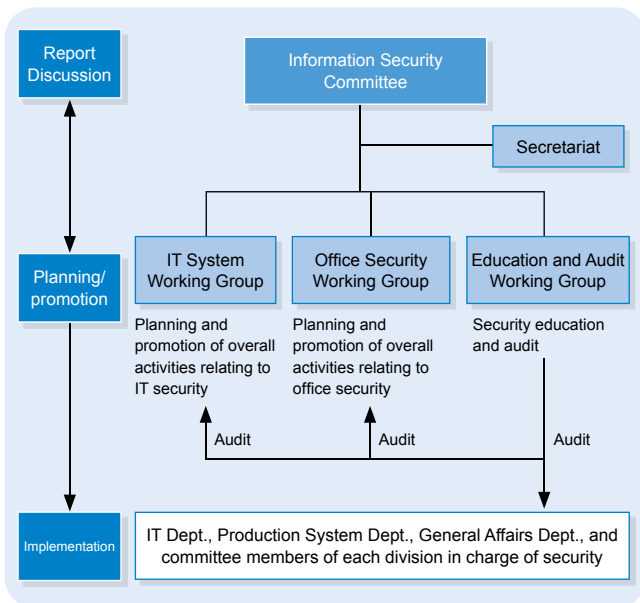 Report
Discussion
Information Security
Committee
Secretariat
Planning/
promotion
IT System
Working Group
Office Security
Working Group
Education and Audit
Working Group
Planning and
promotion of overall
activities relating to
IT security
Planning and
promotion of overall
activities relating to
office security
Security education
and audit
Audit
Audit
Audit
Implementation
IT Dept., Production System Dept., General Affairs Dept., and
committee members of each division in charge of security